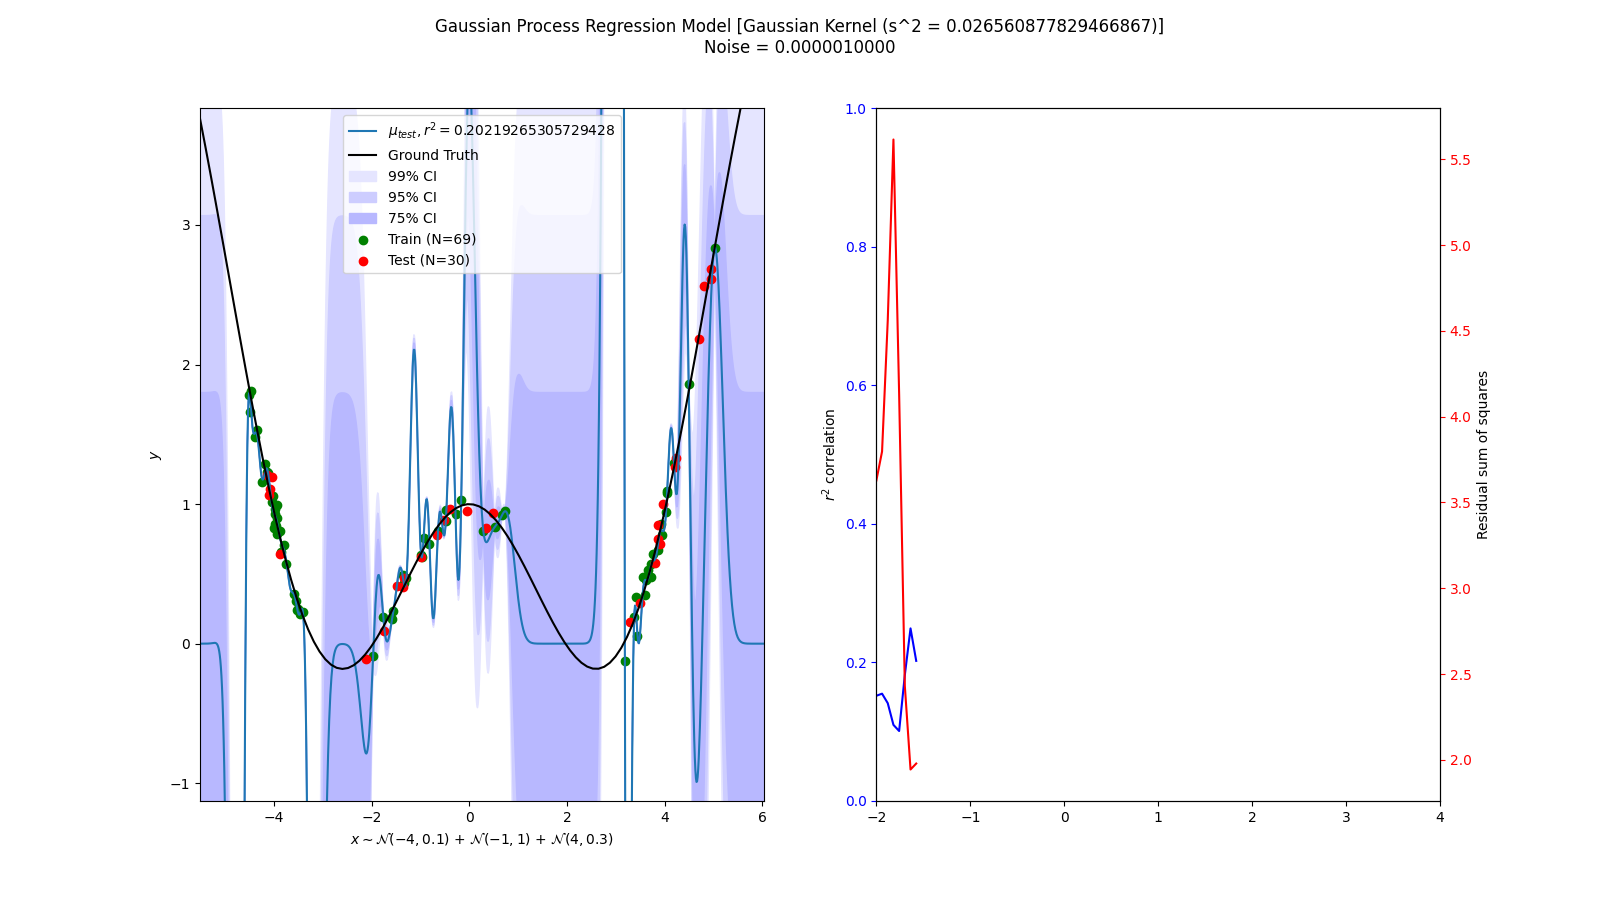 Gaussian Process Regression Model [Gaussian Kernel (s^2 = 0.026560877829466867)]
Noise = 0.0000010000
μ_test, r² = 0.20219265305729428
Ground Truth
99% CI
95% CI
75% CI
Train (N=69)
Test (N=30)
y
3
2
1
0
−1
−4
−2
0
2
4
6
x ~ 𝒩(−4, 0.1) + 𝒩(−1, 1) + 𝒩(4, 0.3)
r² correlation
1.0
0.8
0.6
0.4
0.2
0.0
−2
−1
0
1
2
3
4
5.5
5.0
4.5
4.0
3.5
3.0
2.5
2.0
Residual sum of squares